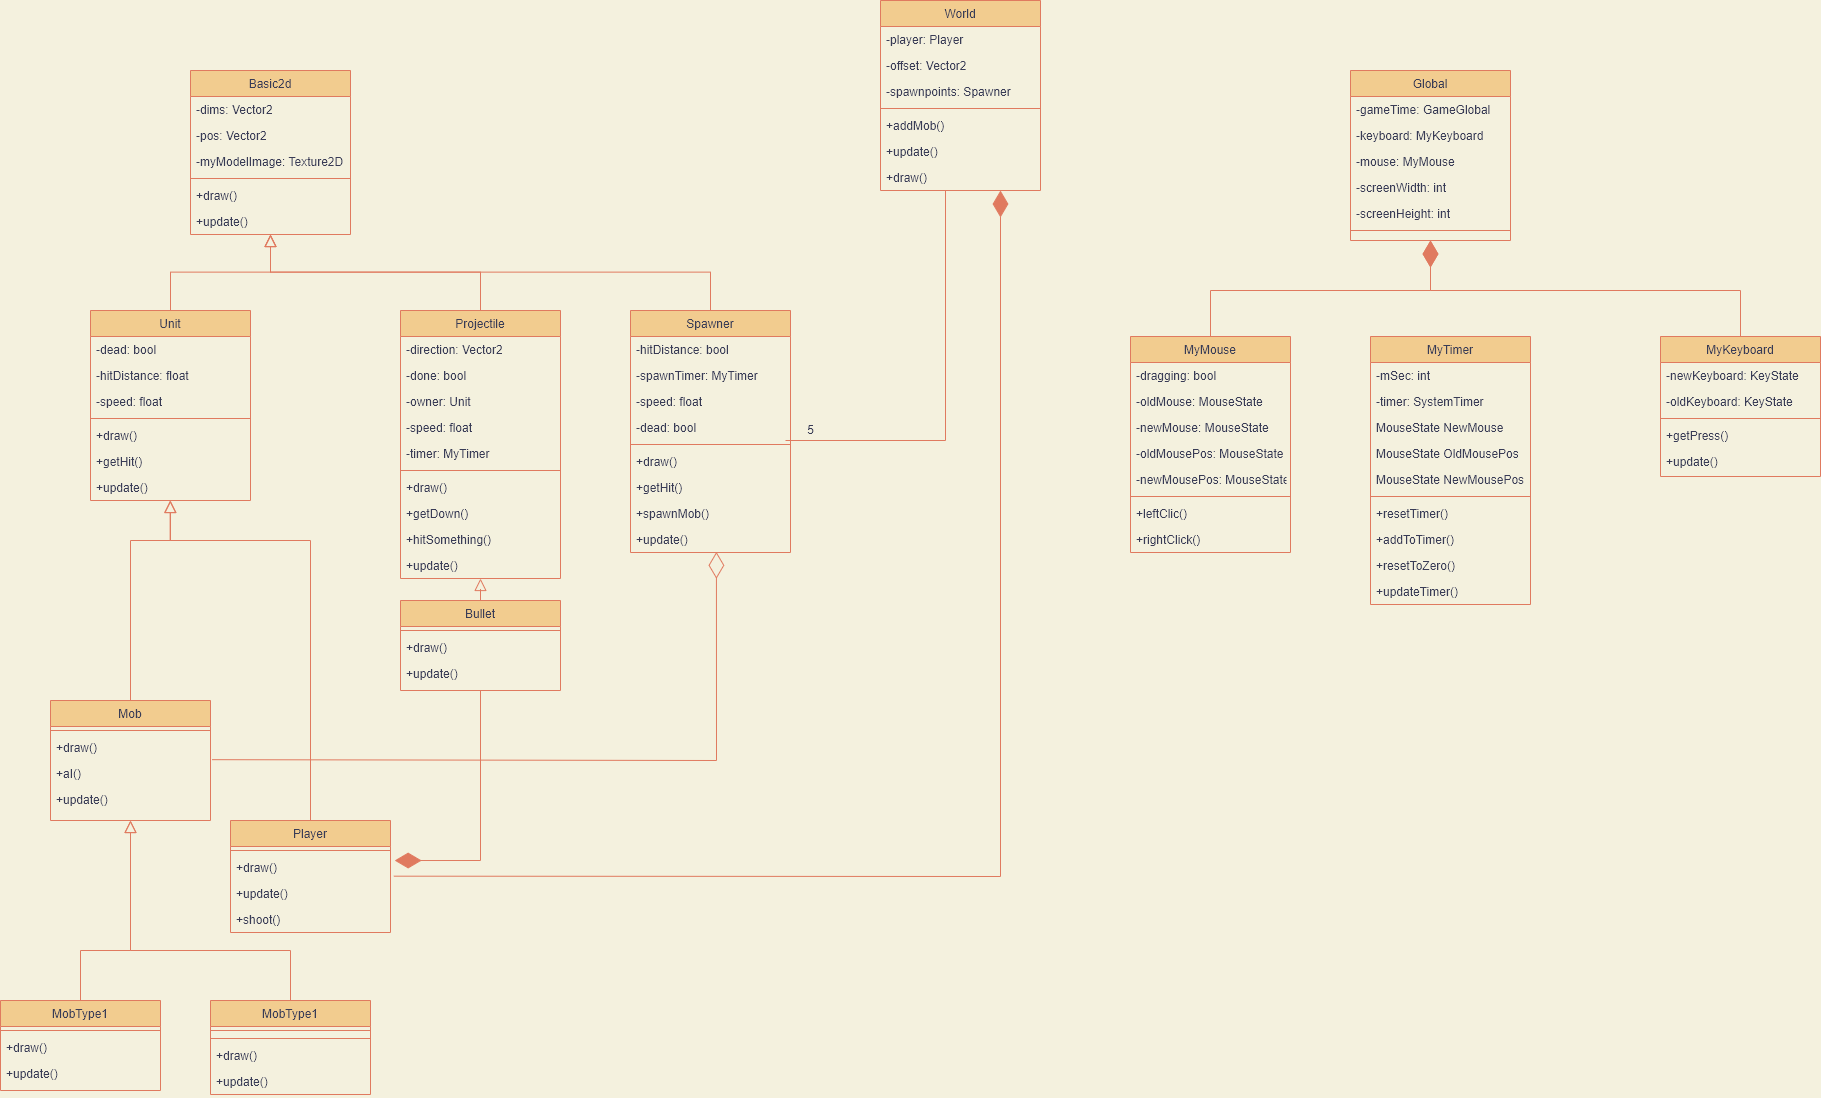 World
-player: Player
-offset: Vector2
-spawnpoints: Spawner
+addMob()
+update()
+draw()
Basic2d
-dims: Vector2
-pos: Vector2
-myModelImage: Texture2D
+draw()
+update()
Global
-gameTime: GameGlobal
-keyboard: MyKeyboard
-mouse: MyMouse
-screenWidth: int
-screenHeight: int
Unit
-dead: bool
-hitDistance: float
-speed: float
+draw()
+getHit()
+update()
Projectile
-direction: Vector2
-done: bool
-owner: Unit
-speed: float
-timer: MyTimer
+draw()
+getDown()
+hitSomething()
+update()
Spawner
-hitDistance: bool
-spawnTimer: MyTimer
-speed: float
-dead: bool
+draw()
+getHit()
+spawnMob()
+update()
5
MyMouse
-dragging: bool
-oldMouse: MouseState
-newMouse: MouseState
-oldMousePos: MouseState
-newMousePos: MouseState
+leftClic()
+rightClick()
MyTimer
-mSec: int
-timer: SystemTimer
MouseState NewMouse
MouseState OldMousePos
MouseState NewMousePos
+resetTimer()
+addToTimer()
+resetToZero()
+updateTimer()
MyKeyboard
-newKeyboard: KeyState
-oldKeyboard: KeyState
+getPress()
+update()
Bullet
+draw()
+update()
Mob
+draw()
+aI()
+update()
Player
+draw()
+update()
+shoot()
MobType1
+draw()
+update()
MobType1
+draw()
+update()